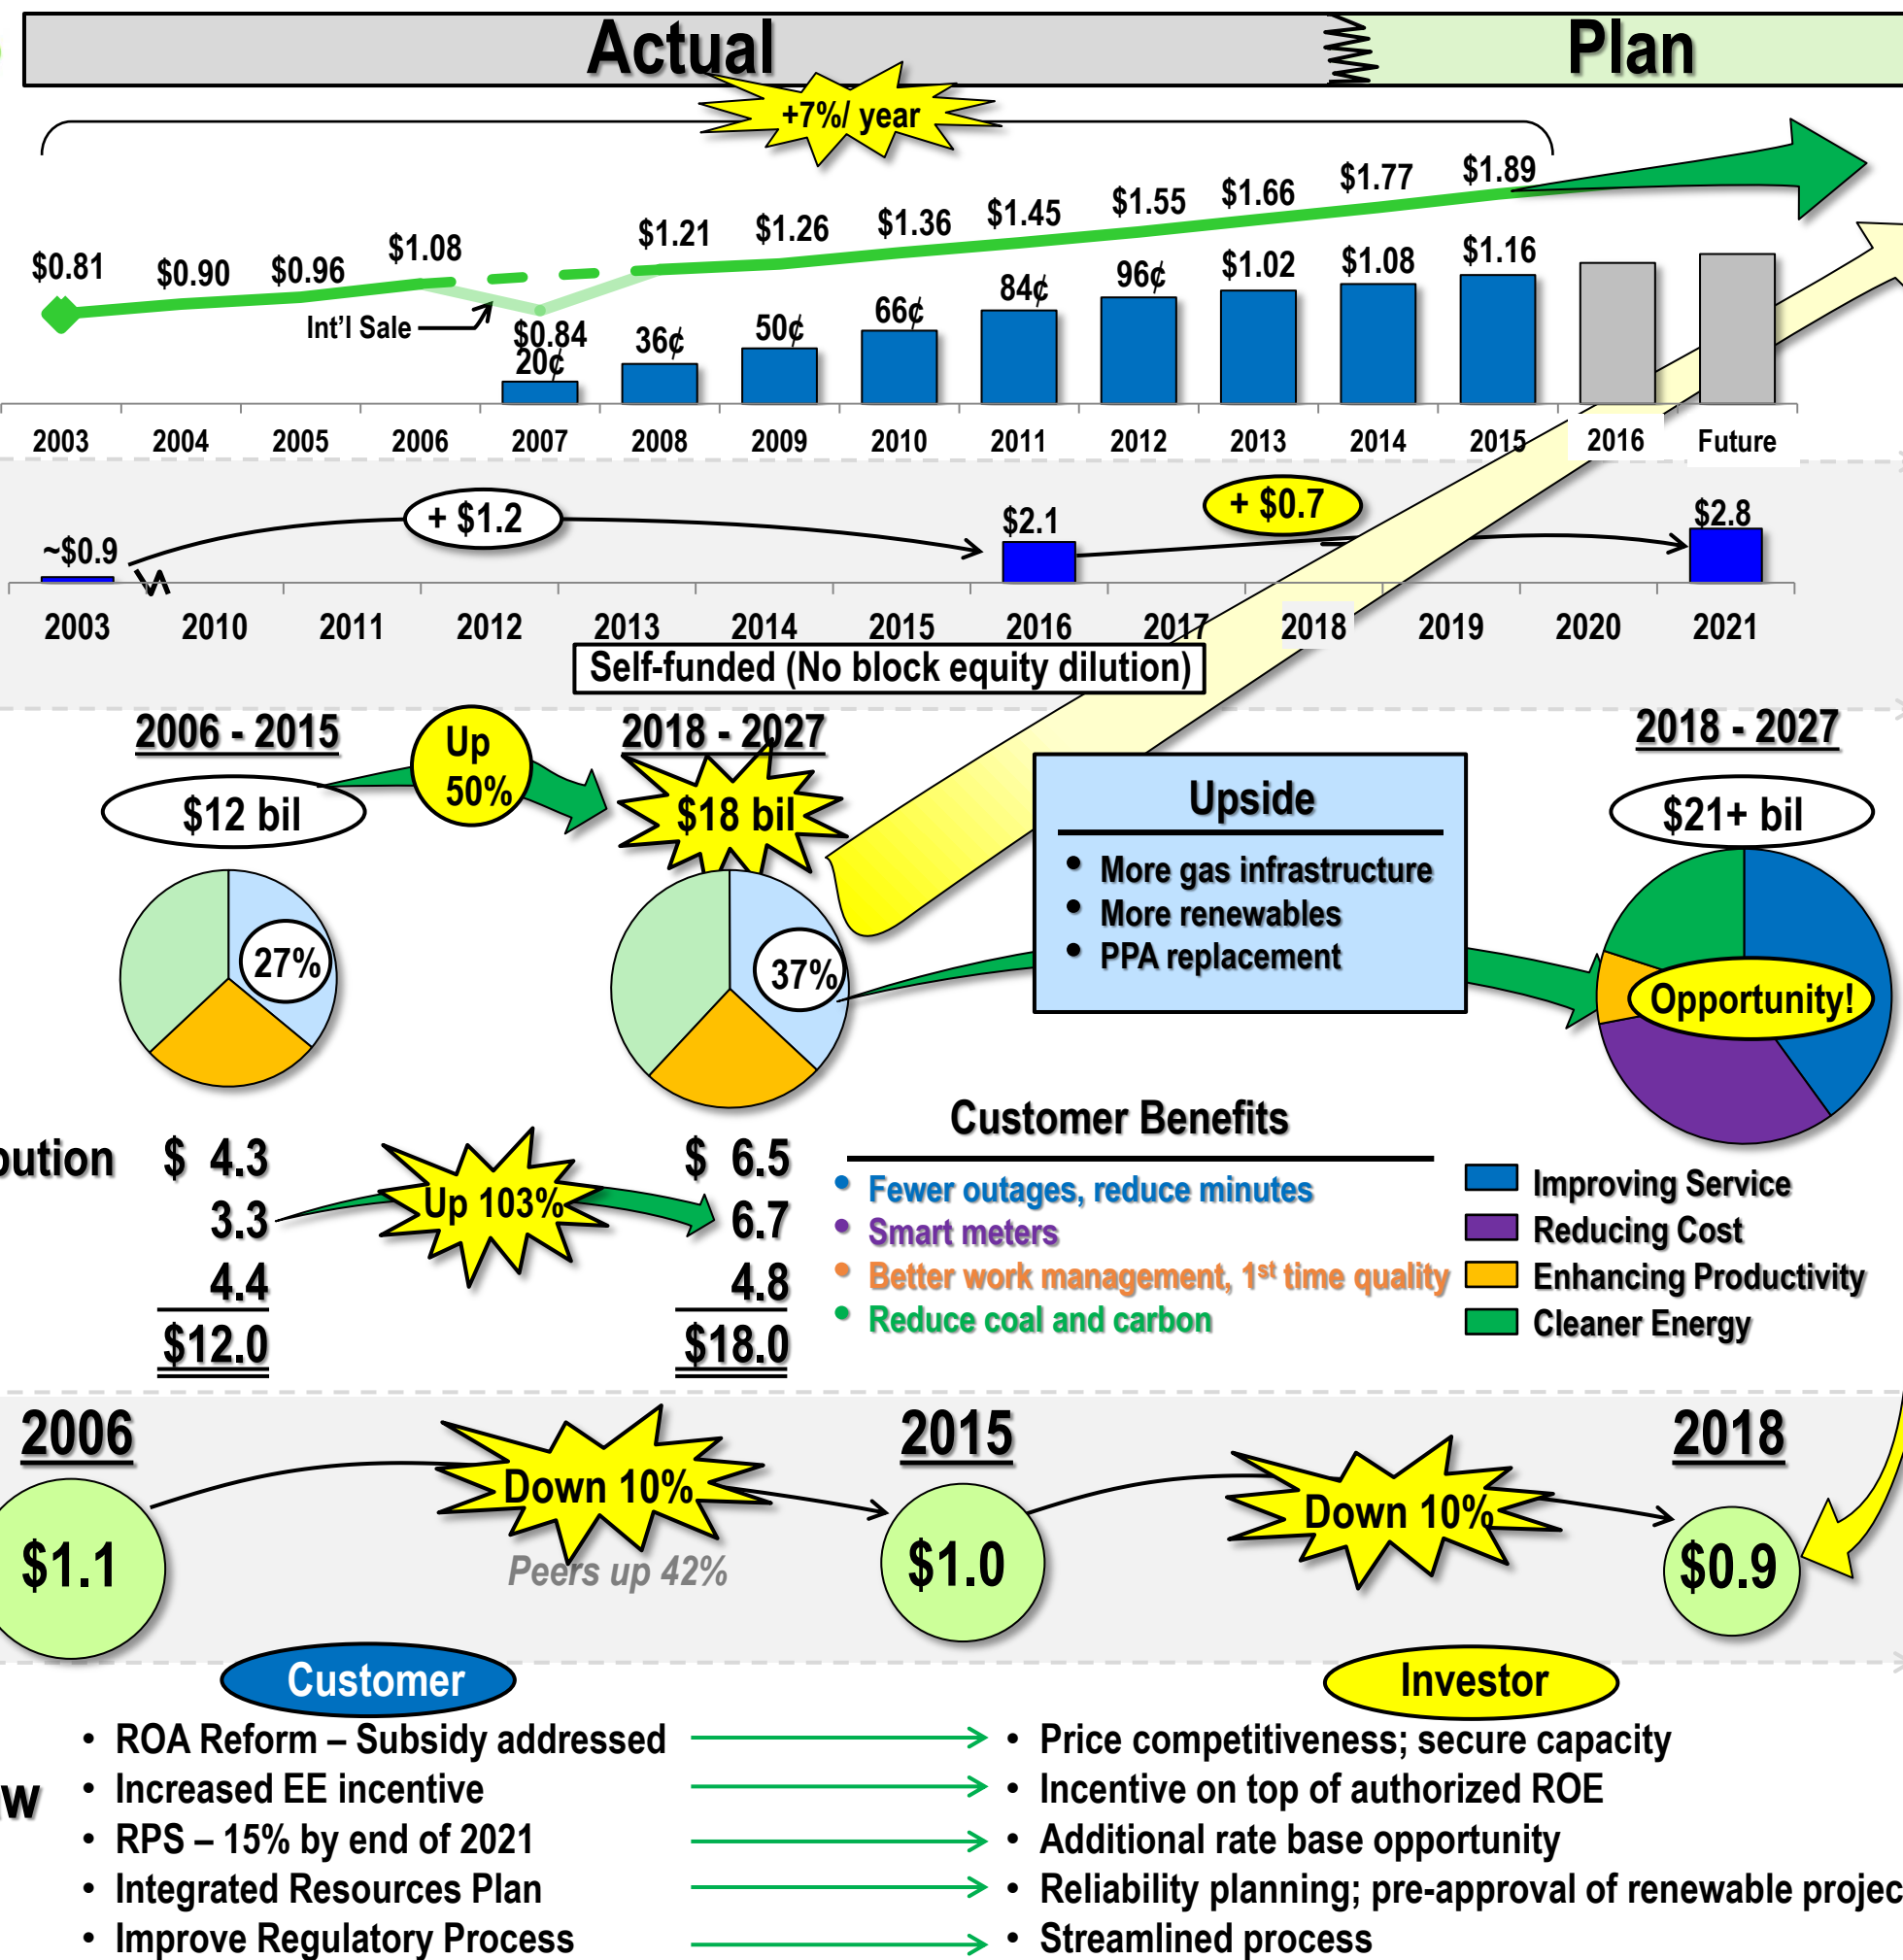 Actual
Plan
+7%/ year
$0.81 $0.90 $0.96 $1.08 $0.84 $1.21 $1.26 $1.36 $1.45 $1.55 $1.66 $1.77 $1.89
Int'l Sale
20¢ 36¢ 50¢ 66¢ 84¢ 96¢ $1.02 $1.08 $1.16
2003 2004 2005 2006 2007 2008 2009 2010 2011 2012 2013 2014 2015 2016 Future
~$0.9
+ $1.2
$2.1
+ $0.7
$2.8
2003 2010 2011 2012 2013 2014 2015 2016 2017 2018 2019 2020 2021
Self-funded (No block equity dilution)
2006 - 2015
Up
50%
2018 - 2027
2018 - 2027
$12 bil
$18 bil
$21+ bil
27%
37%
Upside
• More gas infrastructure
• More renewables
• PPA replacement
Opportunity!
bution $ 4.3 $ 6.5
3.3 Up 103% 6.7
4.4 4.8
$12.0 $18.0
Customer Benefits
• Fewer outages, reduce minutes
• Smart meters
• Better work management, 1st time quality
• Reduce coal and carbon
Improving Service
Reducing Cost
Enhancing Productivity
Cleaner Energy
2006
2015
2018
$1.1
Down 10%
Peers up 42%
$1.0
Down 10%
$0.9
Customer
Investor
• ROA Reform – Subsidy addressed
• Price competitiveness; secure capacity
w
• Increased EE incentive
• Incentive on top of authorized ROE
• RPS – 15% by end of 2021
• Additional rate base opportunity
• Integrated Resources Plan
• Reliability planning; pre-approval of renewable projec
• Improve Regulatory Process
• Streamlined process